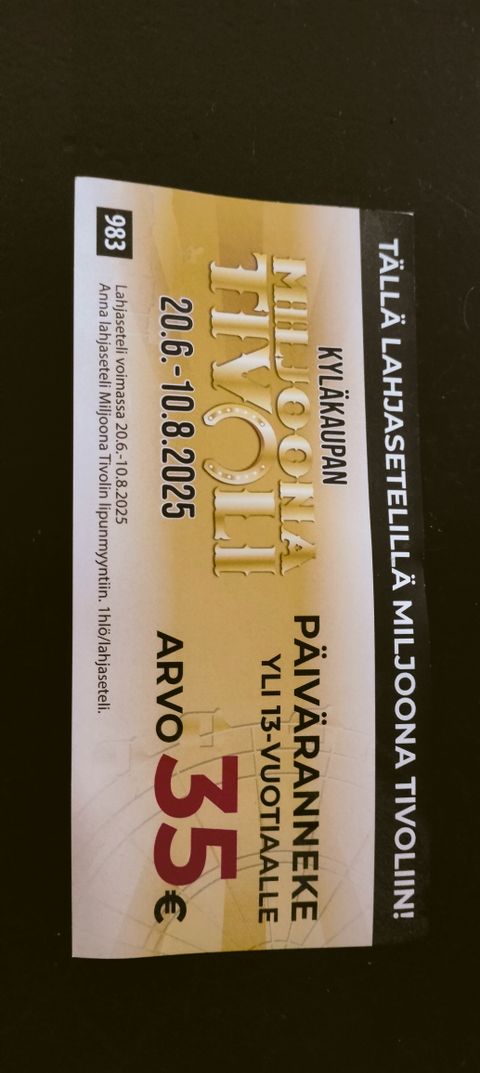 TÄLLÄ LAHJASETELILLÄ MILJOONA TIVOLIIN!
KYLÄKAUPAN
MILJOONA
TIVOLI
20.6.-10.8.2025
PÄIVÄRANNEKE
YLI 13-VUOTIAALLE
ARVO 35€
983
Lahjaseteli voimassa 20.6.-10.8.2025
Anna lahjaseteli Miljoona Tivolin lipunmyyntiin. 1hlö/lahjaseteli.